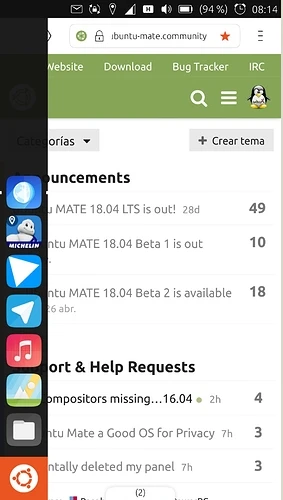 (94 %) 08:14
ubuntu-mate.community
Website Download Bug Tracker IRC
Categorías + Crear tema
ouncements
u MATE 18.04 LTS is out! 28d 49
ntu MATE 18.04 Beta 1 is out 10
ntu MATE 18.04 Beta 2 is available 18
26 abr.
MICHELIN
ort & Help Requests
ompositors missing...16.04 2h 4
ntu Mate a Good OS for Privacy 7h 3
ntally deleted my panel 7h 3
(2)